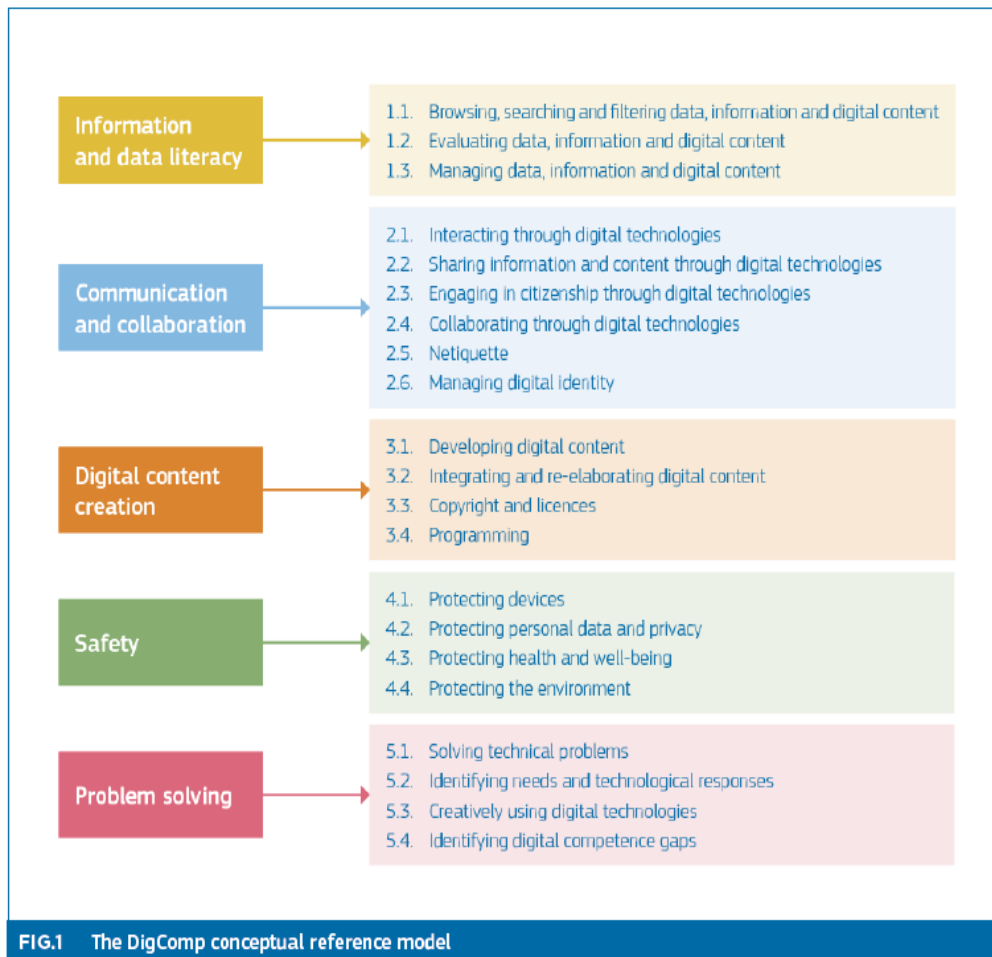 Information
and data literacy
1.1. Browsing, searching and filtering data, information and digital content
1.2. Evaluating data, information and digital content
1.3. Managing data, information and digital content
Communication
and collaboration
2.1. Interacting through digital technologies
2.2. Sharing information and content through digital technologies
2.3. Engaging in citizenship through digital technologies
2.4. Collaborating through digital technologies
2.5. Netiquette
2.6. Managing digital identity
Digital content
creation
3.1. Developing digital content
3.2. Integrating and re-elaborating digital content
3.3. Copyright and licences
3.4. Programming
Safety
4.1. Protecting devices
4.2. Protecting personal data and privacy
4.3. Protecting health and well-being
4.4. Protecting the environment
Problem solving
5.1. Solving technical problems
5.2. Identifying needs and technological responses
5.3. Creatively using digital technologies
5.4. Identifying digital competence gaps
FIG.1 The DigComp conceptual reference model